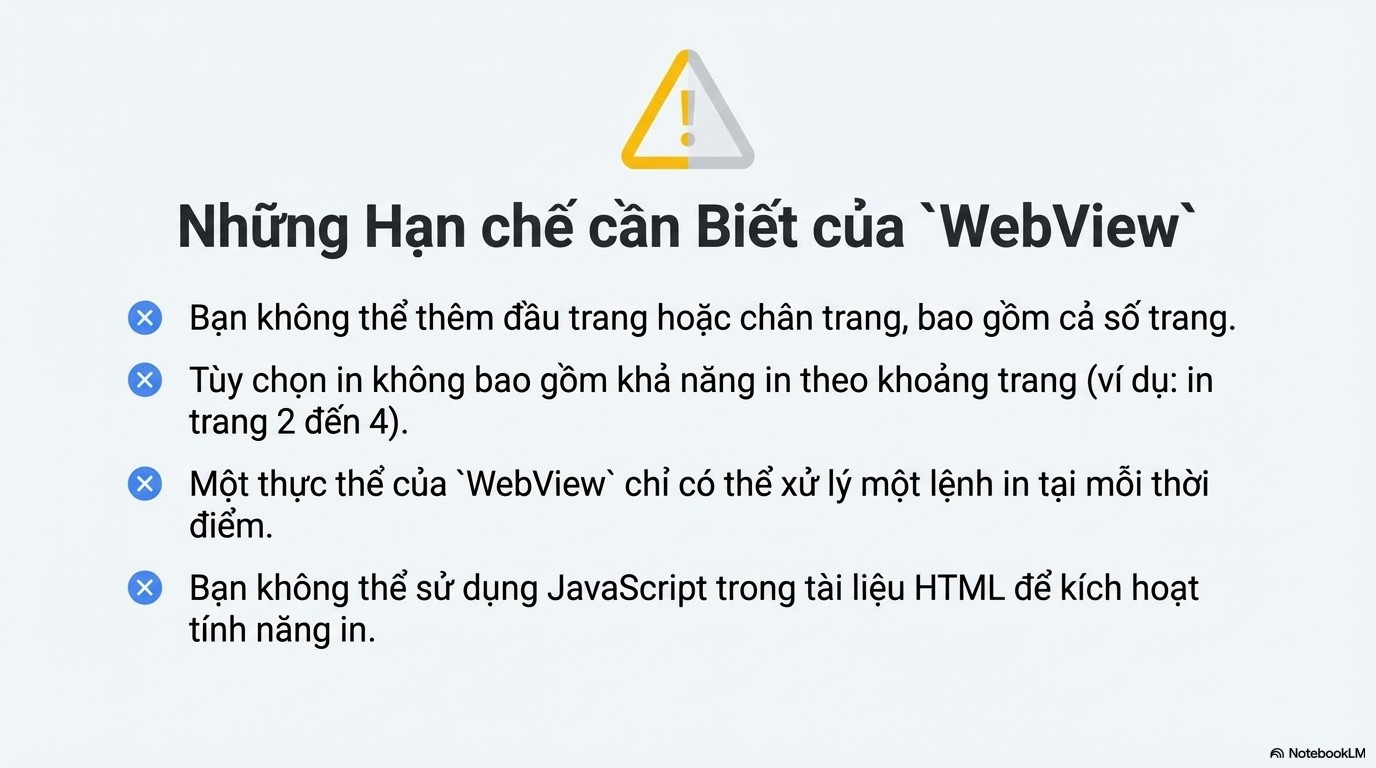 !
Những Hạn chế cần Biết của `WebView`
Bạn không thể thêm đầu trang hoặc chân trang, bao gồm cả số trang.
Tùy chọn in không bao gồm khả năng in theo khoảng trang (ví dụ: in
trang 2 đến 4).
Một thực thể của `WebView` chỉ có thể xử lý một lệnh in tại mỗi thời
điểm.
Bạn không thể sử dụng JavaScript trong tài liệu HTML để kích hoạt
tính năng in.
NotebookLM